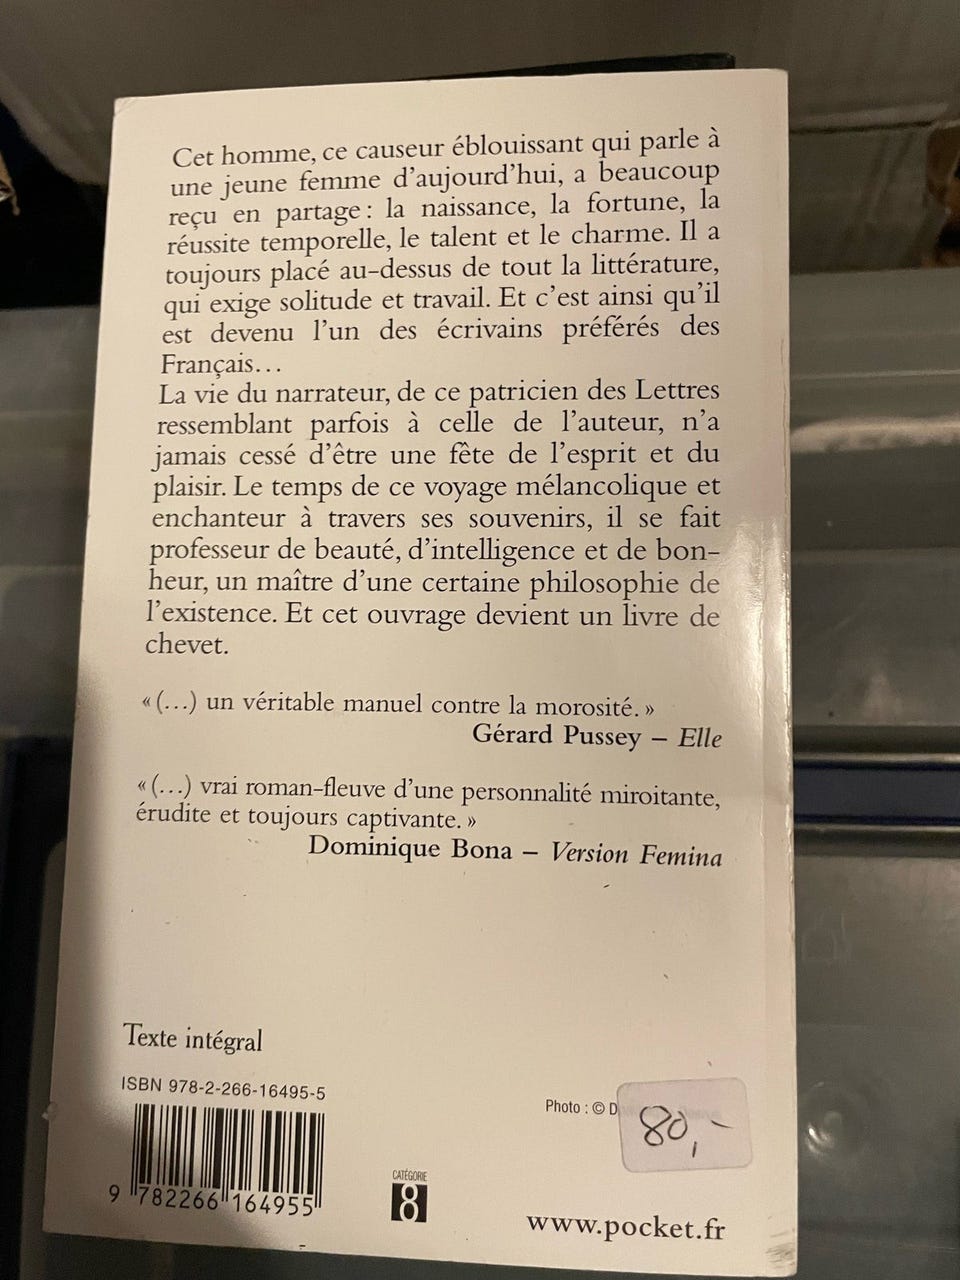 Cet homme, ce causeur éblouissant qui parle à
une jeune femme d'aujourd'hui, a beaucoup
reçu en partage : la naissance, la fortune, la
réussite temporelle, le talent et le charme. Il a
toujours placé au-dessus de tout la littérature,
qui exige solitude et travail. Et c'est ainsi qu'il
est devenu l'un des écrivains préférés des
Français...
La vie du narrateur, de ce patricien des Lettres
ressemblant parfois à celle de l'auteur, n'a
jamais cessé d'être une fête de l'esprit et du
plaisir. Le temps de ce voyage mélancolique et
enchanteur à travers ses souvenirs, il se fait
professeur de beauté, d'intelligence et de bon-
heur, un maître d'une certaine philosophie de
l'existence. Et cet ouvrage devient un livre de
chevet.
« (...) un véritable manuel contre la morosité. »
Gérard Pussey – Elle
« (...) vrai roman-fleuve d'une personnalité miroitante,
érudite et toujours captivante. »
Dominique Bona – Version Femina
Texte intégral
ISBN 978-2-266-16495-5
Photo : © D
80,-
9 782266 164955
CATÉGORIE
8
www.pocket.fr